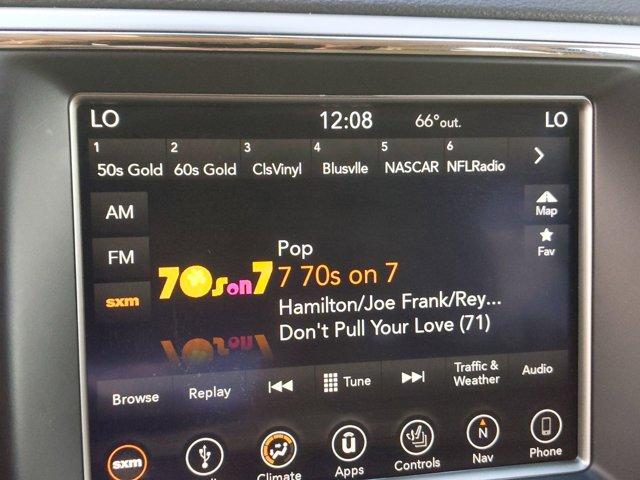 LO 12:08 66°out. LO
1 2 3 4 5 6
50s Gold 60s Gold ClsVinyl Blusvlle NASCAR NFLRadio
AM
Map
FM
Fav
sxm
70s on 7
Pop
7 70s on 7
Hamilton/Joe Frank/Rey...
Don't Pull Your Love (71)
Browse Replay Tune Traffic & Weather Audio
sxm
Climate Apps Controls Nav Phone
N